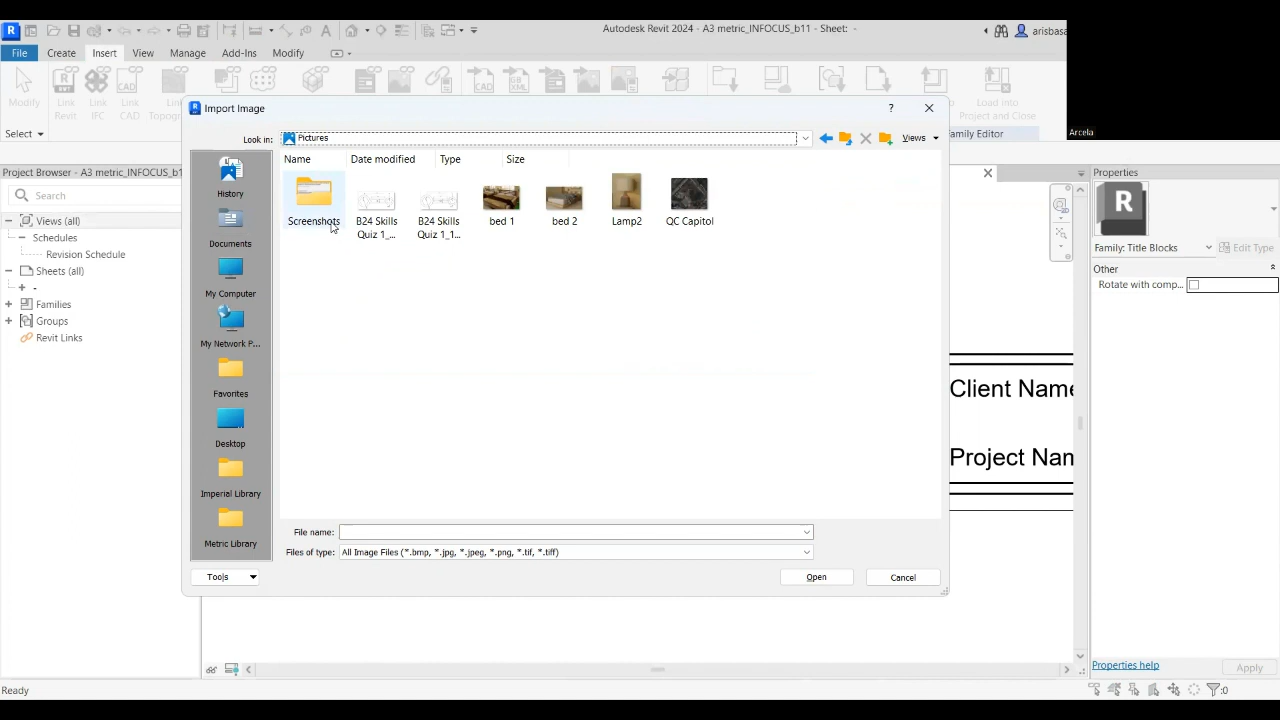 Autodesk Revit 2024 - A3 metric_INFOCUS_b11 - Sheet: -
arisbasa
File
Create
Insert
View
Manage
Add-Ins
Modify
Modify
Link
Revit
Link
IFC
Link
CAD
Link
Load into
Project and Close
Select
Family Editor
Arcela
Import Image
Look in:
Pictures
Views
Name
Date modified
Type
Size
History
Documents
My Computer
My Network P...
Favorites
Desktop
Imperial Library
Metric Library
Screenshots
B24 Skills
Quiz 1_...
B24 Skills
Quiz 1_1...
bed 1
bed 2
Lamp2
QC Capitol
File name:
Files of type:
All Image Files (*.bmp, *.jpg, *.jpeg, *.png, *.tif, *.tiff)
Tools
Open
Cancel
Project Browser - A3 metric_INFOCUS_b1
Search
Views (all)
Schedules
Revision Schedule
Sheets (all)
-
Families
Groups
Revit Links
Client Name
Project Nam
Properties
Family: Title Blocks
Edit Type
Other
Rotate with comp...
Properties help
Apply
Ready
:0